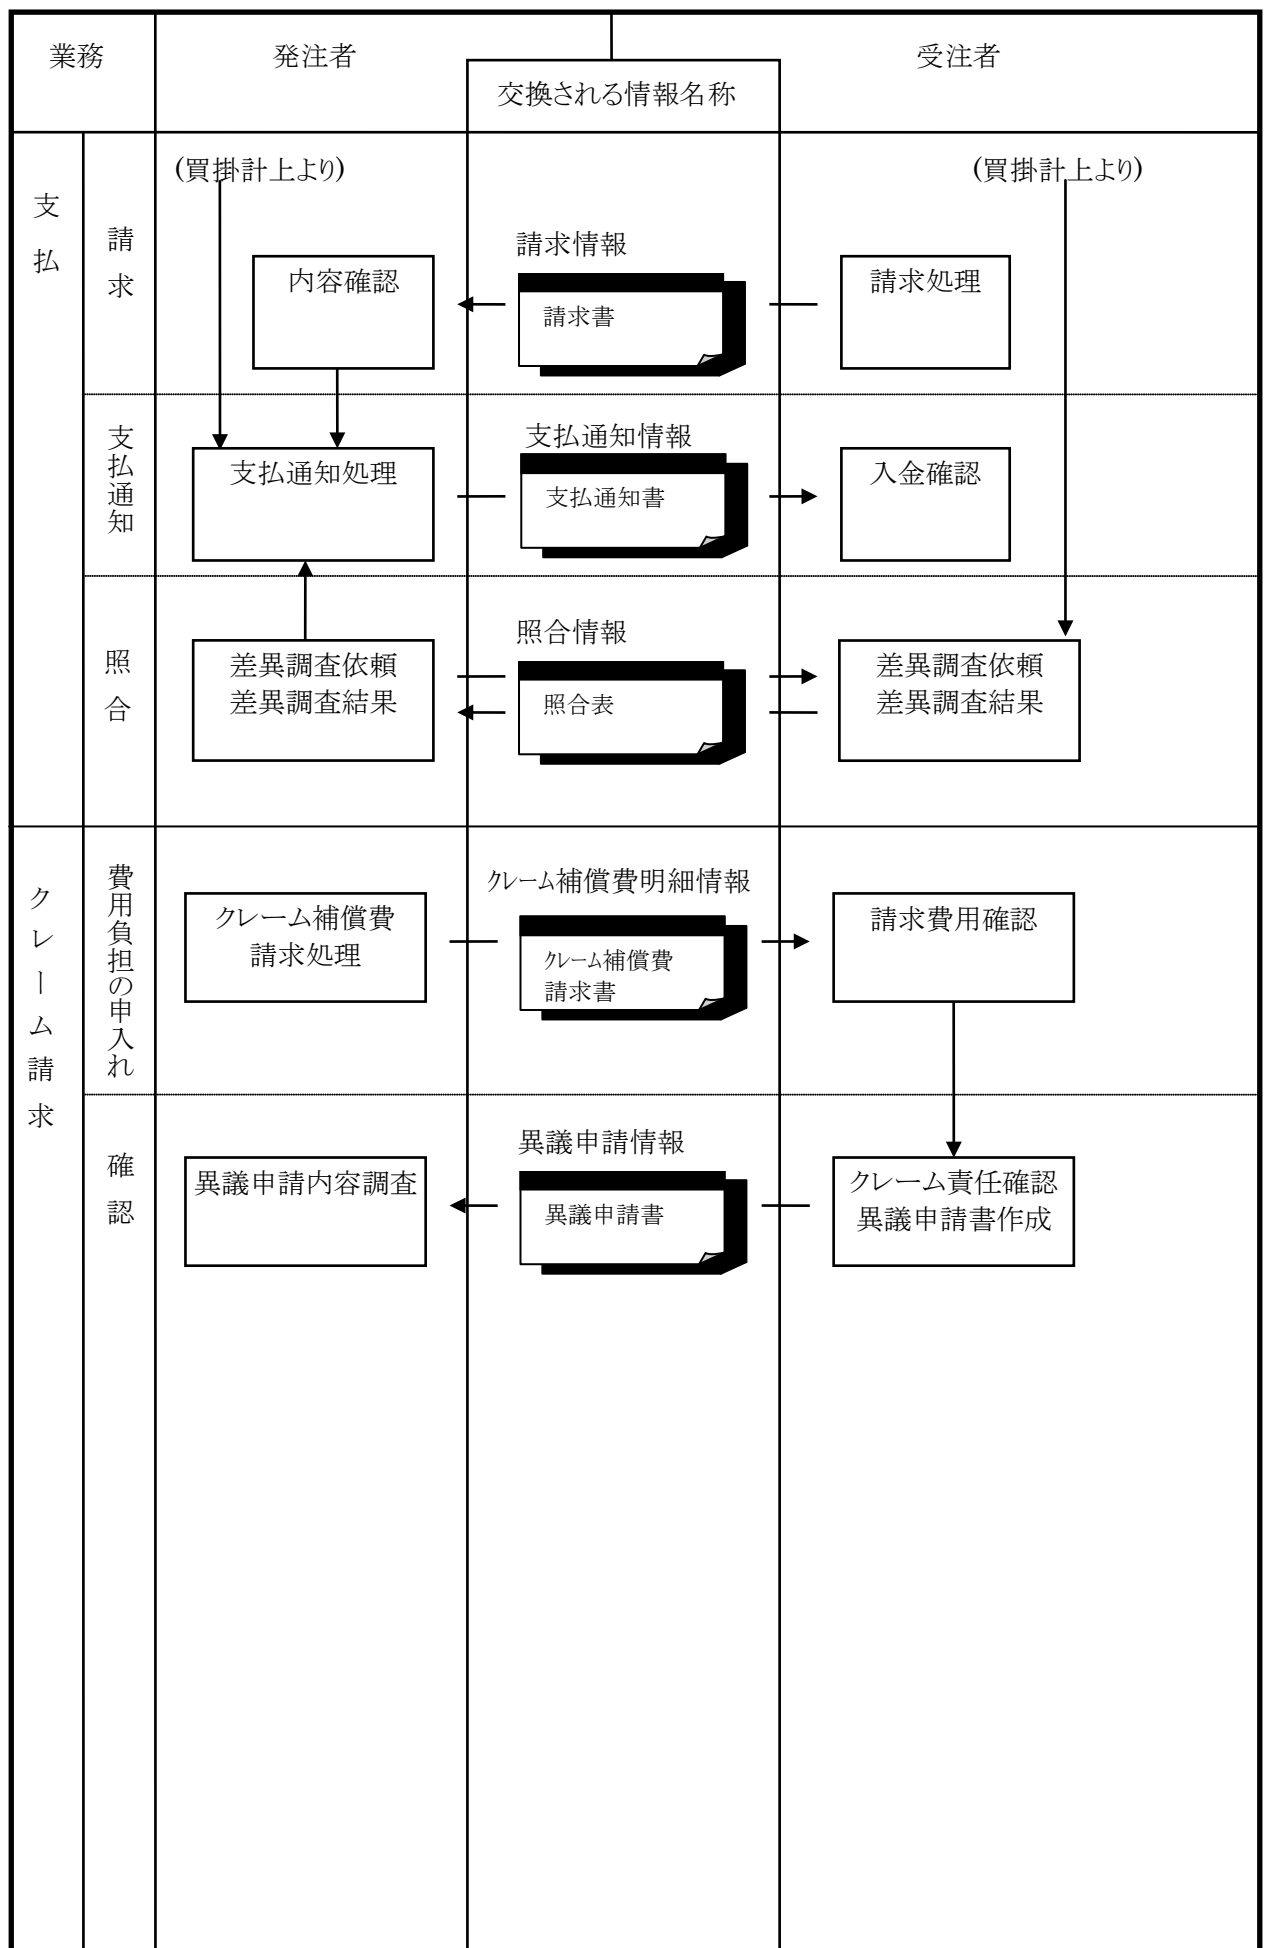 業務
発注者
受注者
交換される情報名称
支払
請求
(買掛計上より)
(買掛計上より)
請求情報
内容確認
請求書
請求処理
支払通知
支払通知情報
支払通知処理
支払通知書
入金確認
照合
照合情報
差異調査依頼
差異調査結果
照合表
差異調査依頼
差異調査結果
クレーム請求
費用負担の申入れ
クレーム補償費明細情報
クレーム補償費
請求処理
クレーム補償費
請求書
請求費用確認
確認
異議申請情報
異議申請内容調査
異議申請書
クレーム責任確認
異議申請書作成